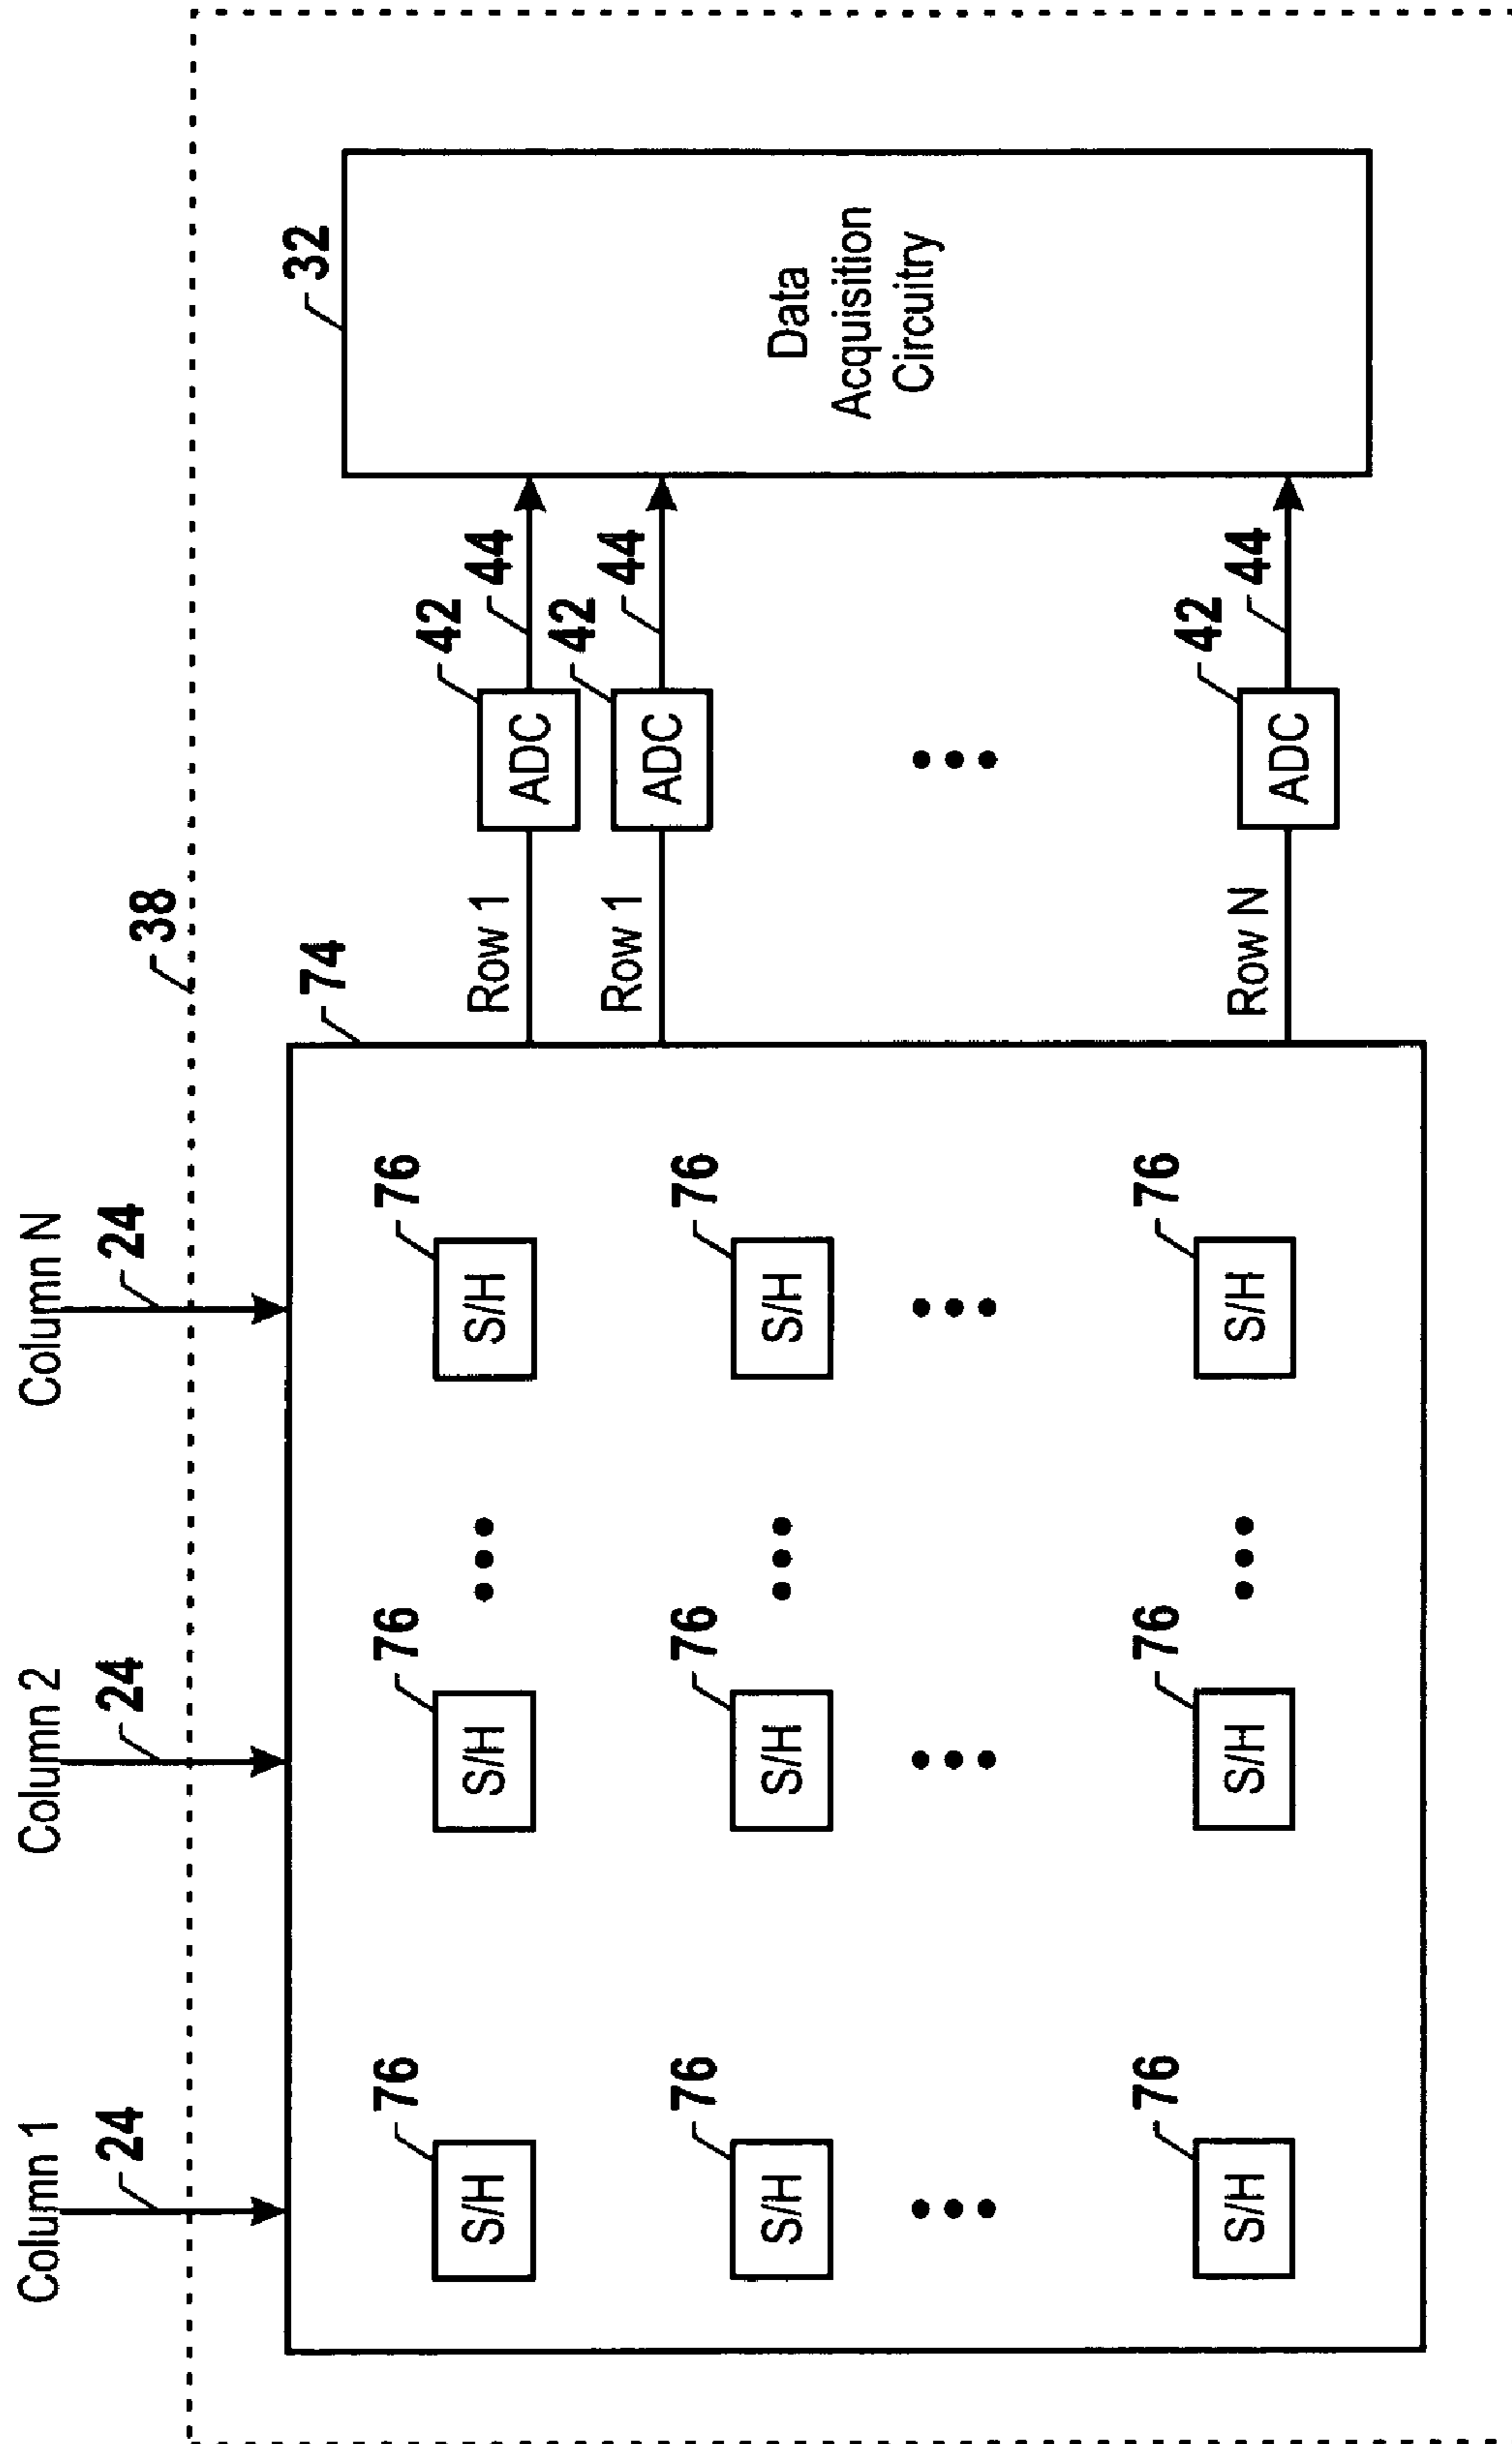 Column 1
Column 2
Column N
24
24
24
38
74
32
76
76
76
S/H
S/H
S/H
Row 1
42
44
ADC
Row 1
42
44
ADC
76
76
76
S/H
S/H
S/H
Data
Acquisition
Circuitry
76
76
76
S/H
S/H
S/H
Row N
42
44
ADC